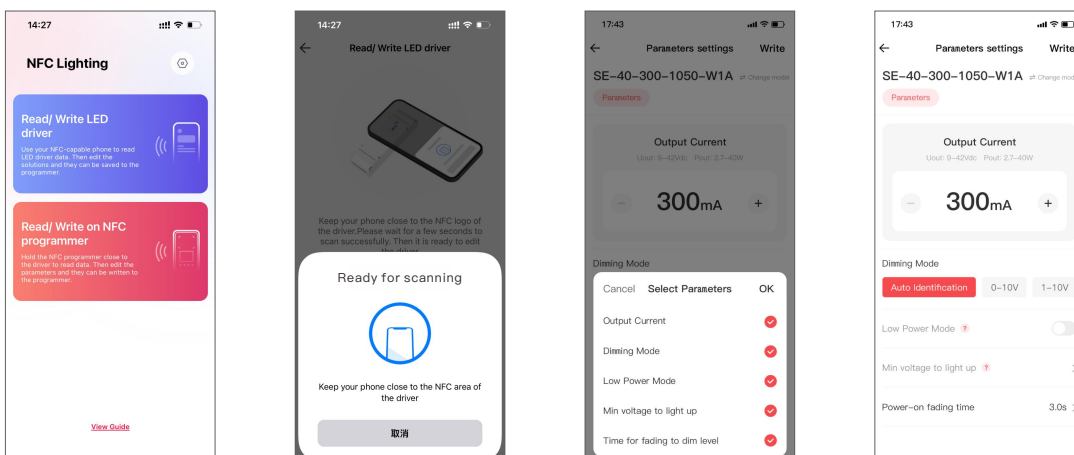 14:27
NFC Lighting
Read/ Write LED
driver
Use your NFC-capable phone to read
LED driver data. Then edit the
solutions and they can be saved to the
programmer.
Read/ Write on NFC
programmer
Hold the NFC programmer close to
the driver to read data. Then edit the
parameters and they can be written to
the programmer.
View Guide
14:27
Read/ Write LED driver
Keep your phone close to the NFC logo of
the driver.Please wait for a few seconds to
scan successfully. Then it is ready to edit
the driver
Ready for scanning
Keep your phone close to the NFC area of
the driver
取消
17:43
Parameters settings Write
SE-40-300-1050-W1A ⇌ Change model
Parameters
Output Current
Uout: 9-42Vdc Pout: 2.7-40W
300mA
Dimming Mode
Cancel Select Parameters OK
Output Current
Dimming Mode
Low Power Mode
Min voltage to light up
Time for fading to dim level
17:43
Parameters settings Write
SE-40-300-1050-W1A ⇌ Change mod
Parameters
Output Current
Uout: 9-42Vdc Pout: 2.7-40W
300mA
Dimming Mode
Auto Identification 0-10V 1-10V
Low Power Mode ?
Min voltage to light up ?
Power-on fading time 3.0s